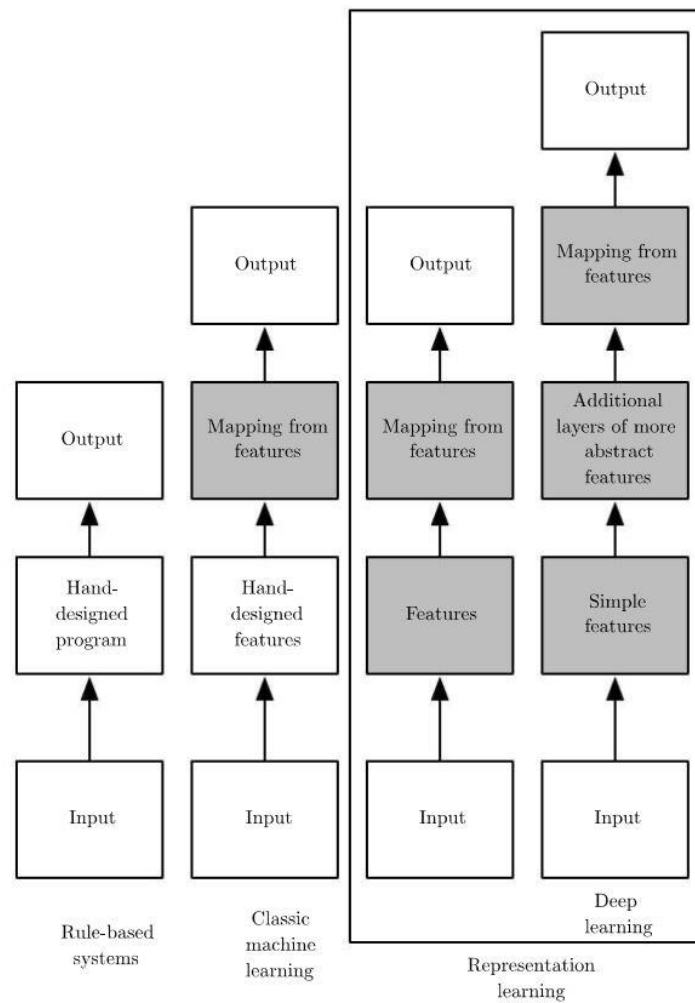 Output
Mapping from
features
Additional
layers of more
abstract
features
Simple
features
Input
Deep
learning
Output
Mapping from
features
Features
Input
Representation
learning
Output
Mapping from
features
Hand-
designed
features
Input
Classic
machine
learning
Output
Hand-
designed
program
Input
Rule-based
systems